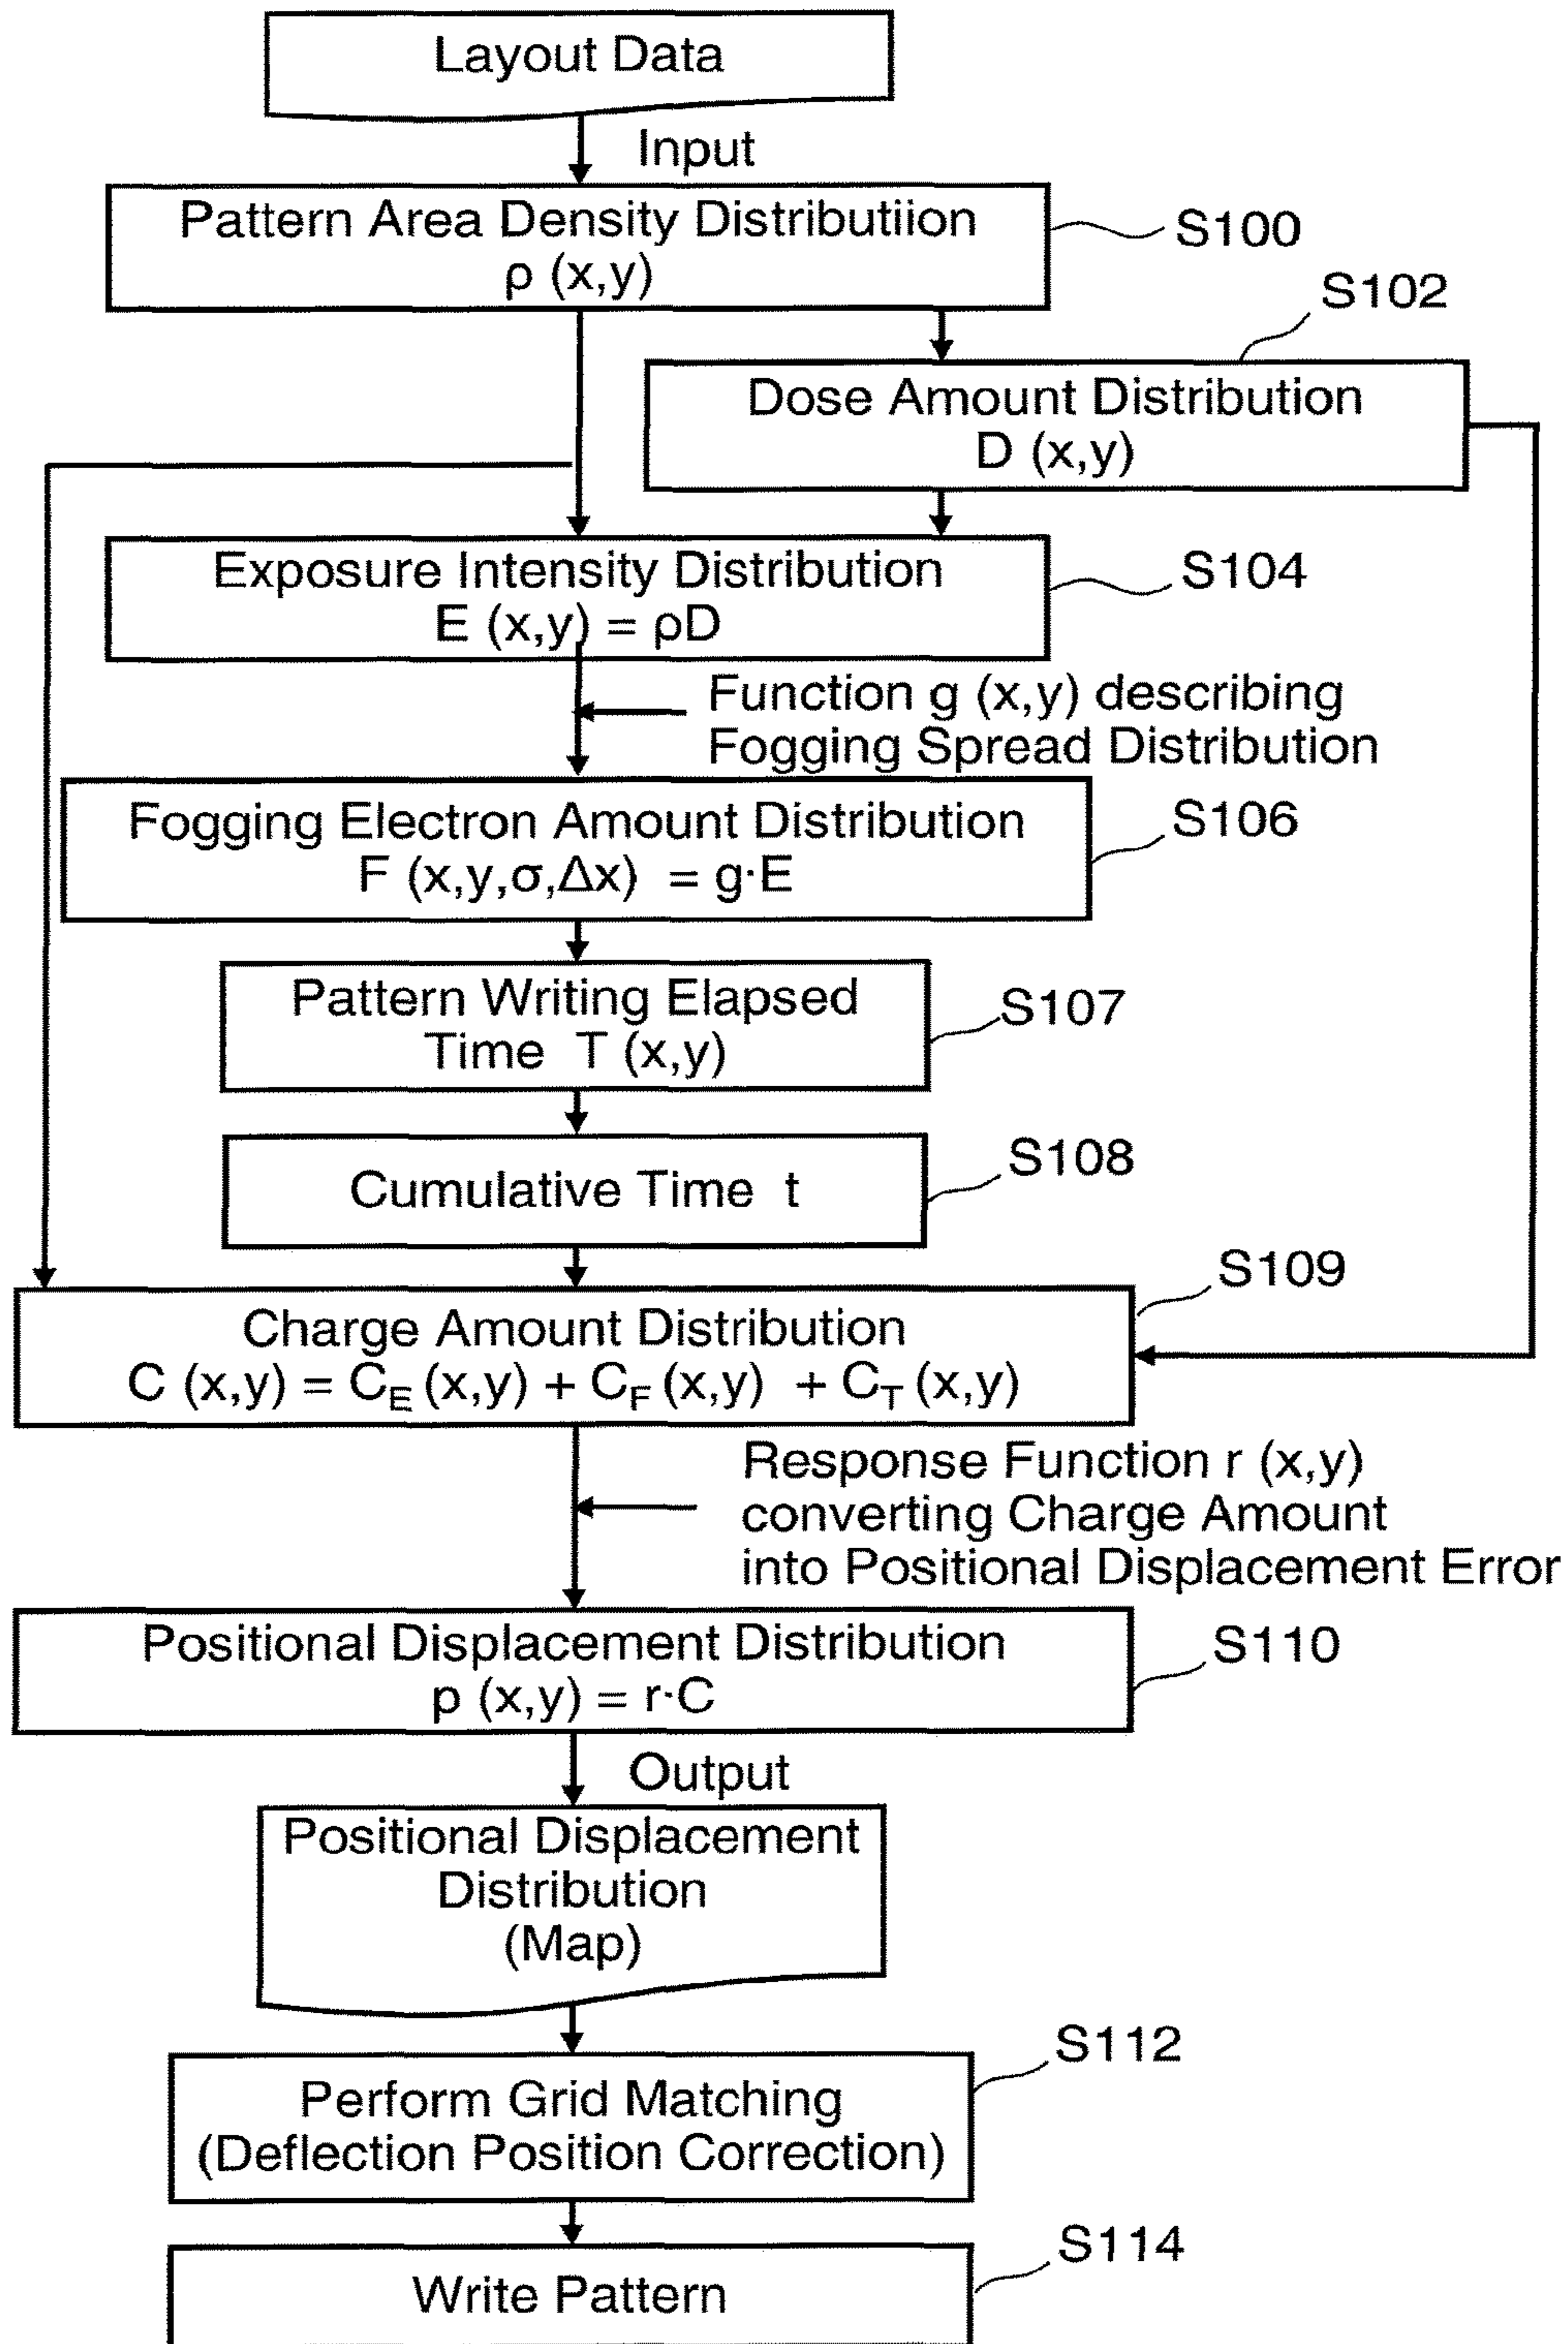 Layout Data
Input
Pattern Area Density Distributiion
ρ (x,y)
S100
S102
Dose Amount Distribution
D (x,y)
Exposure Intensity Distribution
E (x,y) = ρD
S104
Function g (x,y) describing
Fogging Spread Distribution
Fogging Electron Amount Distribution
F (x,y,σ,Δx) = g·E
S106
Pattern Writing Elapsed
Time T (x,y)
S107
Cumulative Time t
S108
S109
Charge Amount Distribution
C (x,y) = C_E (x,y) + C_F (x,y) + C_T (x,y)
Response Function r (x,y)
converting Charge Amount
into Positional Displacement Error
Positional Displacement Distribution
p (x,y) = r·C
S110
Output
Positional Displacement
Distribution
(Map)
S112
Perform Grid Matching
(Deflection Position Correction)
S114
Write Pattern